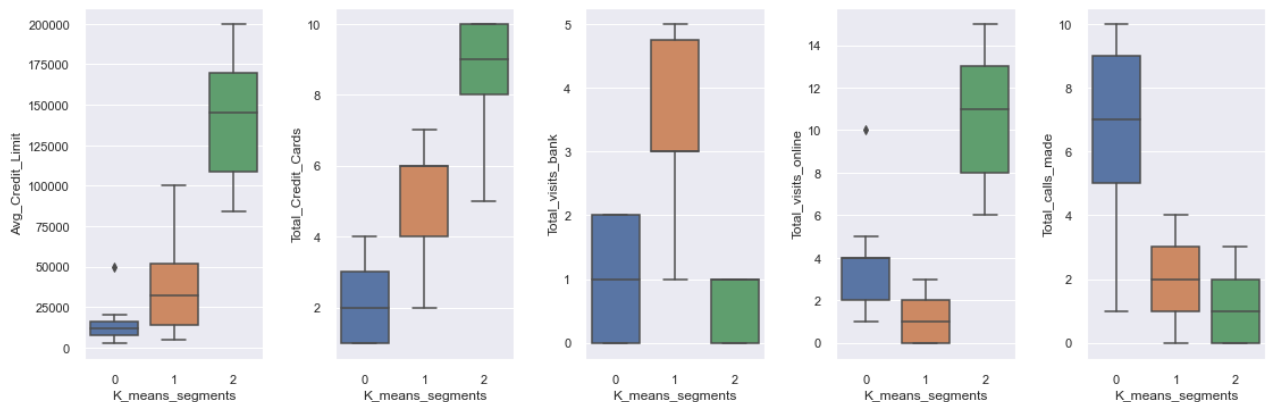 Avg_Credit_Limit
200000
175000
150000
125000
100000
75000
50000
25000
0
0 1 2
K_means_segments
Total_Credit_Cards
10
8
6
4
2
0 1 2
K_means_segments
Total_visits_bank
5
4
3
2
1
0
0 1 2
K_means_segments
Total_visits_online
14
12
10
8
6
4
2
0
0 1 2
K_means_segments
Total_calls_made
10
8
6
4
2
0
0 1 2
K_means_segments